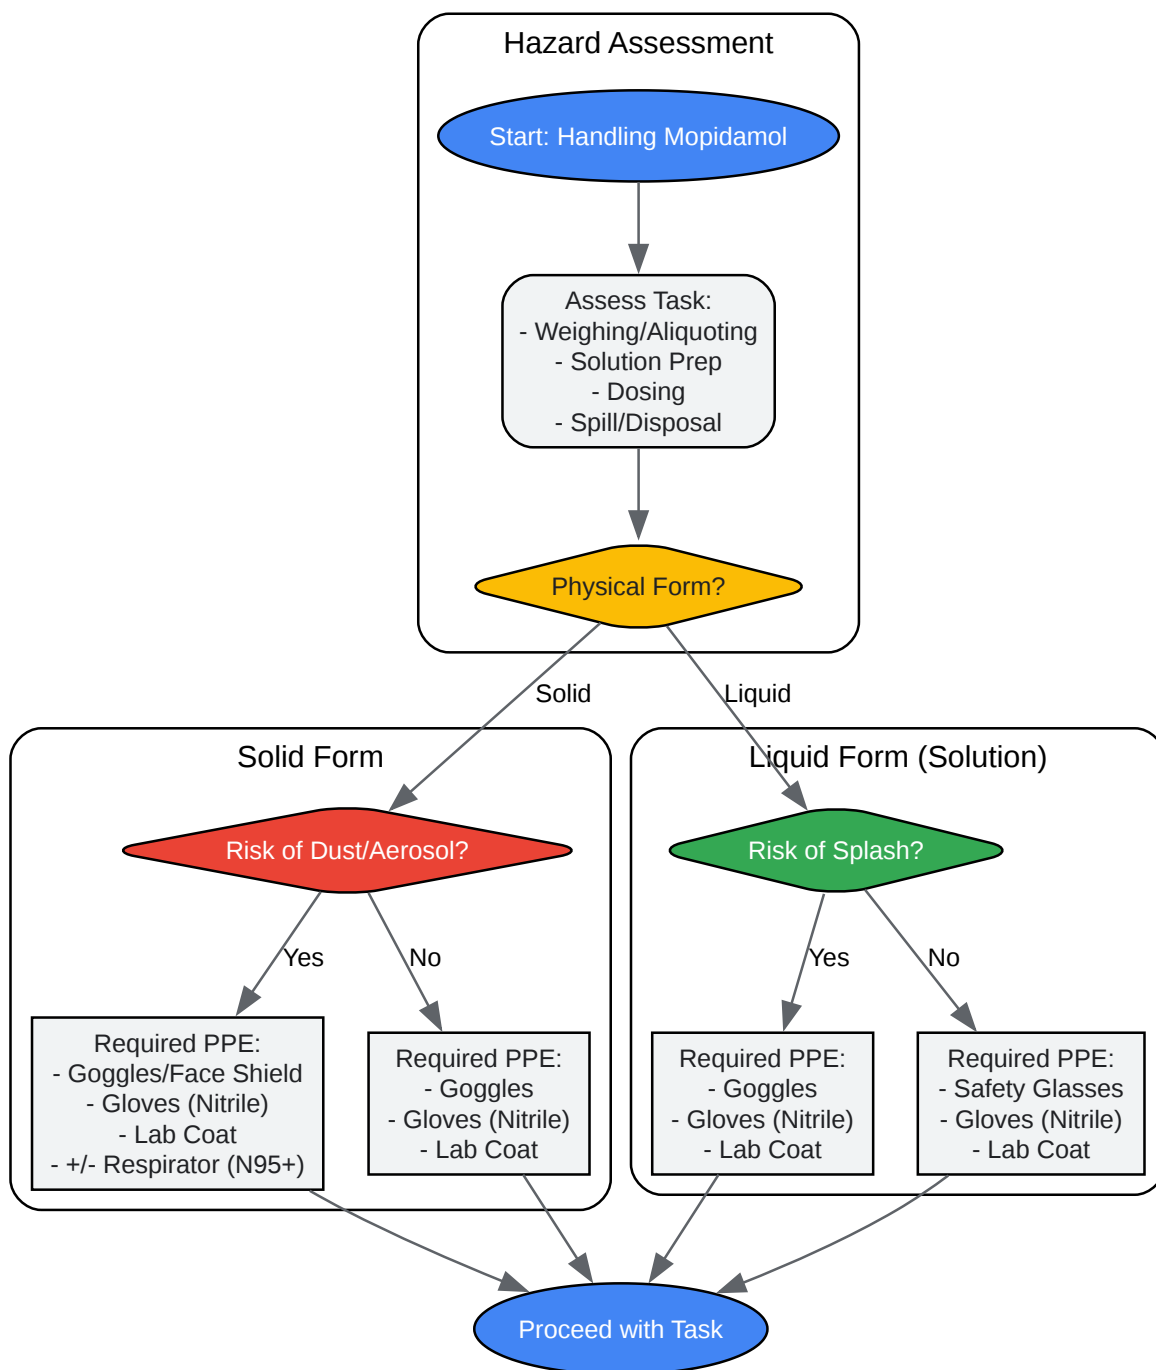 Hazard Assessment
Start: Handling Mopidamol
Assess Task:
- Weighing/Aliquoting
- Solution Prep
- Dosing
- Spill/Disposal
Physical Form?
Solid
Liquid
Solid Form
Liquid Form (Solution)
Risk of Dust/Aerosol?
Risk of Splash?
Yes
No
Yes
No
Required PPE:
- Goggles/Face Shield
- Gloves (Nitrile)
- Lab Coat
- +/- Respirator (N95+)
Required PPE:
- Goggles
- Gloves (Nitrile)
- Lab Coat
Required PPE:
- Goggles
- Gloves (Nitrile)
- Lab Coat
Required PPE:
- Safety Glasses
- Gloves (Nitrile)
- Lab Coat
Proceed with Task